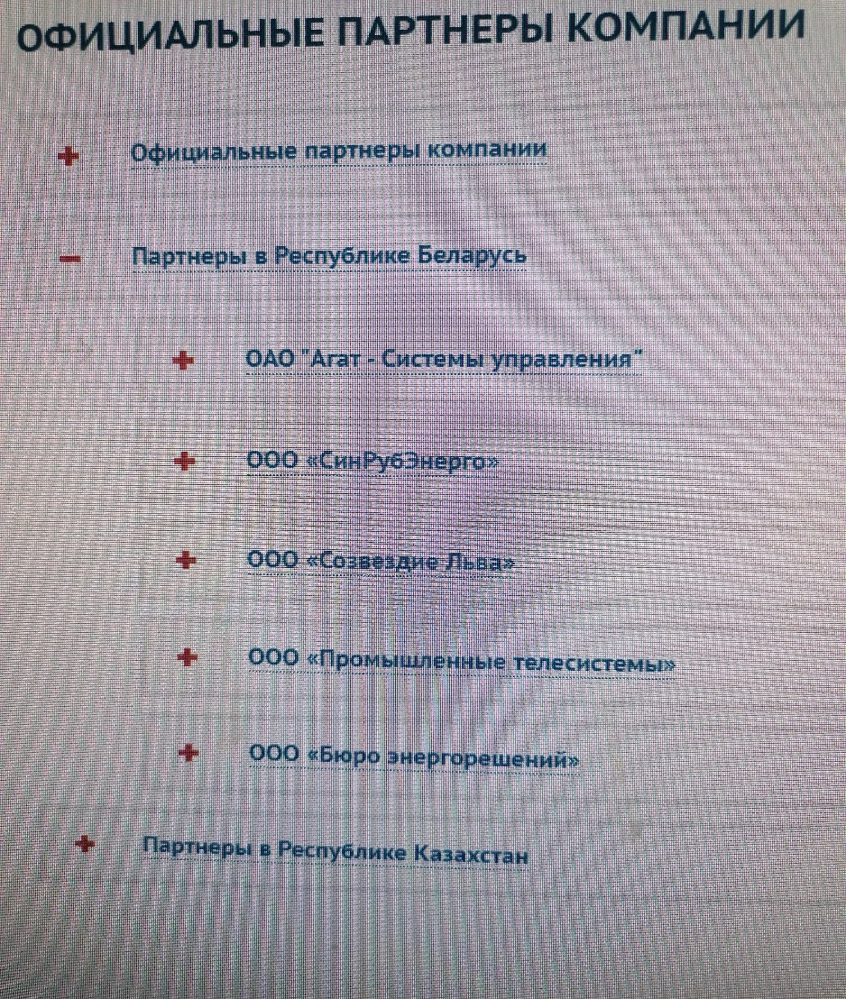 ОФИЦИАЛЬНЫЕ ПАРТНЕРЫ КОМПАНИИ
Официальные партнеры компании
Партнеры в Республике Беларусь
ОАО "Агат - Системы управления"
ООО «СинРубЭнерго»
ООО «Созвездие Льва»
ООО «Промышленные телесистемы»
ООО «Бюро энергорешений»
Партнеры в Республике Казахстан